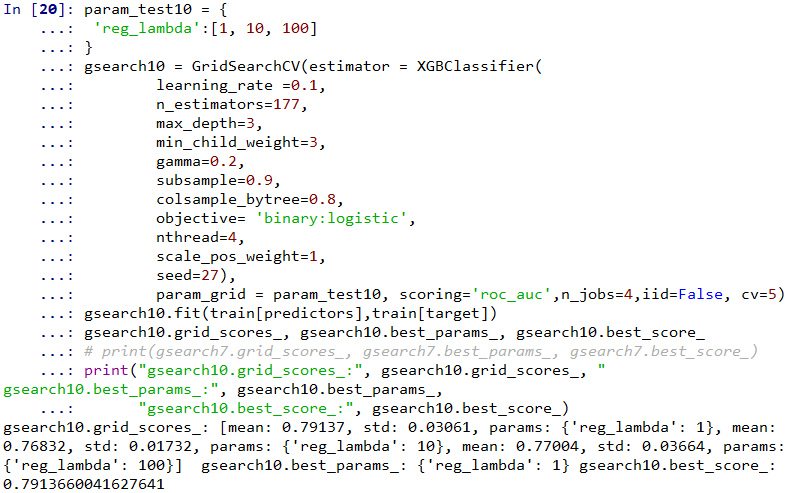 In [20]: param_test10 = {
    ...:  'reg_lambda':[1, 10, 100]
    ...: }
    ...: gsearch10 = GridSearchCV(estimator = XGBClassifier(
    ...:         learning_rate =0.1,
    ...:         n_estimators=177,
    ...:         max_depth=3,
    ...:         min_child_weight=3,
    ...:         gamma=0.2,
    ...:         subsample=0.9,
    ...:         colsample_bytree=0.8,
    ...:         objective= 'binary:logistic',
    ...:         nthread=4,
    ...:         scale_pos_weight=1,
    ...:         seed=27),
    ...:         param_grid = param_test10, scoring='roc_auc',n_jobs=4,iid=False, cv=5)
    ...: gsearch10.fit(train[predictors],train[target])
    ...: gsearch10.grid_scores_, gsearch10.best_params_, gsearch10.best_score_
    ...: # print(gsearch7.grid_scores_, gsearch7.best_params_, gsearch7.best_score_)
    ...: print("gsearch10.grid_scores_:", gsearch10.grid_scores_, "
gsearch10.best_params_:", gsearch10.best_params_,
    ...:       "gsearch10.best_score_:", gsearch10.best_score_)
gsearch10.grid_scores_: [mean: 0.79137, std: 0.03061, params: {'reg_lambda': 1}, mean:
0.76832, std: 0.01732, params: {'reg_lambda': 10}, mean: 0.77004, std: 0.03664, params:
{'reg_lambda': 100}]  gsearch10.best_params_: {'reg_lambda': 1} gsearch10.best_score_:
0.7913660041627641